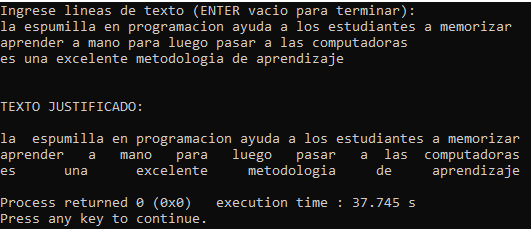 Ingrese lineas de texto (ENTER vacio para terminar):
la espumilla en programacion ayuda a los estudiantes a memorizar
aprender a mano para luego pasar a las computadoras
es una excelente metodologia de aprendizaje
TEXTO JUSTIFICADO:
la  espumilla en programacion ayuda a los estudiantes a memorizar
aprender   a   mano   para   luego   pasar   a   las  computadoras
es      una      excelente      metodologia      de      aprendizaje
Process returned 0 (0x0)   execution time : 37.745 s
Press any key to continue.